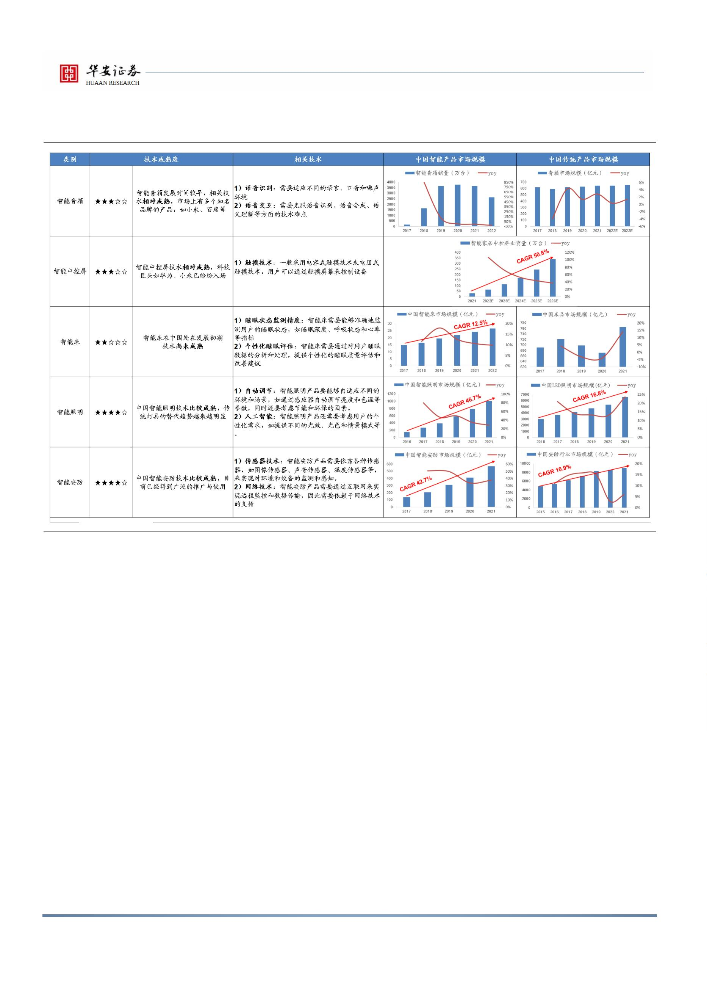 华安证券
HUAAN RESEARCH
类别 技术成熟度 相关技术 中国智能产品市场规模 中国传统产品市场规模
智能音箱
★★★☆☆
智能音箱发展时间较早，相关技
术相对成熟，市场上有多个知名
品牌的产品，如小米、百度等
1）语音识别：需要适应不同的语言、口音和噪声
环境
2）语音交互：需要克服语音识别、语音合成、语
义理解等方面的技术难点
智能音箱销量（万台） yoy
4000
3500
3000
2500
2000
1500
1000
500
0
850%
750%
650%
550%
450%
350%
250%
150%
50%
-50%
2017 2018 2019 2020 2021 2022
音箱市场规模（亿元） yoy
700
600
500
400
300
200
100
0
6%
4%
2%
0%
-2%
-4%
-6%
2017 2018 2019 2020 2021 2022E 2023E
智能中控屏
★★★☆☆
智能中控屏技术相对成熟，科技
巨头如华为、小米已纷纷入场
1）触摸技术：一般采用电容式触摸技术或电阻式
触摸技术，用户可以通过触摸屏幕来控制设备
智能家居中控屏出货量（万台） yoy
400
350
300
250
200
150
100
50
0
CAGR 50.8%
120%
100%
80%
60%
40%
20%
0%
2021 2022E 2023E 2024E 2025E 2026E
智能床
★★☆☆☆
智能床在中国处在发展初期
技术尚未成熟
1）睡眠状态监测精度：智能床需要能够准确地监
测用户的睡眠状态，如睡眠深度、呼吸状态和心率
等指标
2）个性化睡眠评估：智能床需要通过对用户睡眠
数据的分析和处理，提供个性化的睡眠质量评估和
改善建议
中国智能床市场规模（亿元） yoy
30
25
20
15
10
5
0
CAGR 12.5%
20%
15%
10%
5%
0%
2017 2018 2019 2020 2021 2022
中国床品市场规模（亿元） yoy
780
760
740
720
700
680
660
640
620
20%
15%
10%
5%
0%
-5%
-10%
2017 2018 2019 2020 2021
智能照明
★★★★☆
中国智能照明技术比较成熟，传
统灯具的替代趋势越来越明显
1）自动调节：智能照明产品要能够自适应不同的
环境和场景，如通过感应器自动调节亮度和色温等
参数，同时还要考虑节能和环保的因素。
2）人工智能：智能照明产品还需要考虑用户的个
性化需求，如提供不同的光效、光色和情景模式等
。
中国智能照明市场规模（亿元） yoy
1200
1000
800
600
400
200
0
CAGR 46.7%
100%
80%
60%
40%
20%
0%
2016 2017 2018 2019 2020 2021
中国LED照明市场规模(亿元) yoy
7000
6000
5000
4000
3000
2000
1000
0
CAGR 16.8%
25%
20%
15%
10%
5%
0%
2016 2017 2018 2019 2020 2021
智能安防
★★★★☆
中国智能安防技术比较成熟，目
前已经得到广泛的推广与使用
1）传感器技术：智能安防产品需要依靠各种传感
器，如图像传感器、声音传感器、温度传感器等，
来实现对环境和设备的监测和感知。
2）网络技术：智能安防产品需要通过互联网来实
现远程监控和数据传输，因此需要依赖于网络技术
的支持
中国智能安防市场规模（亿元） yoy
600
500
400
300
200
100
0
CAGR 42.7%
60%
50%
40%
30%
20%
10%
0%
2017 2018 2019 2020 2021
中国安防行业市场规模（亿元） yoy
10000
8000
6000
4000
2000
0
CAGR 10.9%
20%
15%
10%
5%
0%
2015 2016 2017 2018 2019 2020 2021